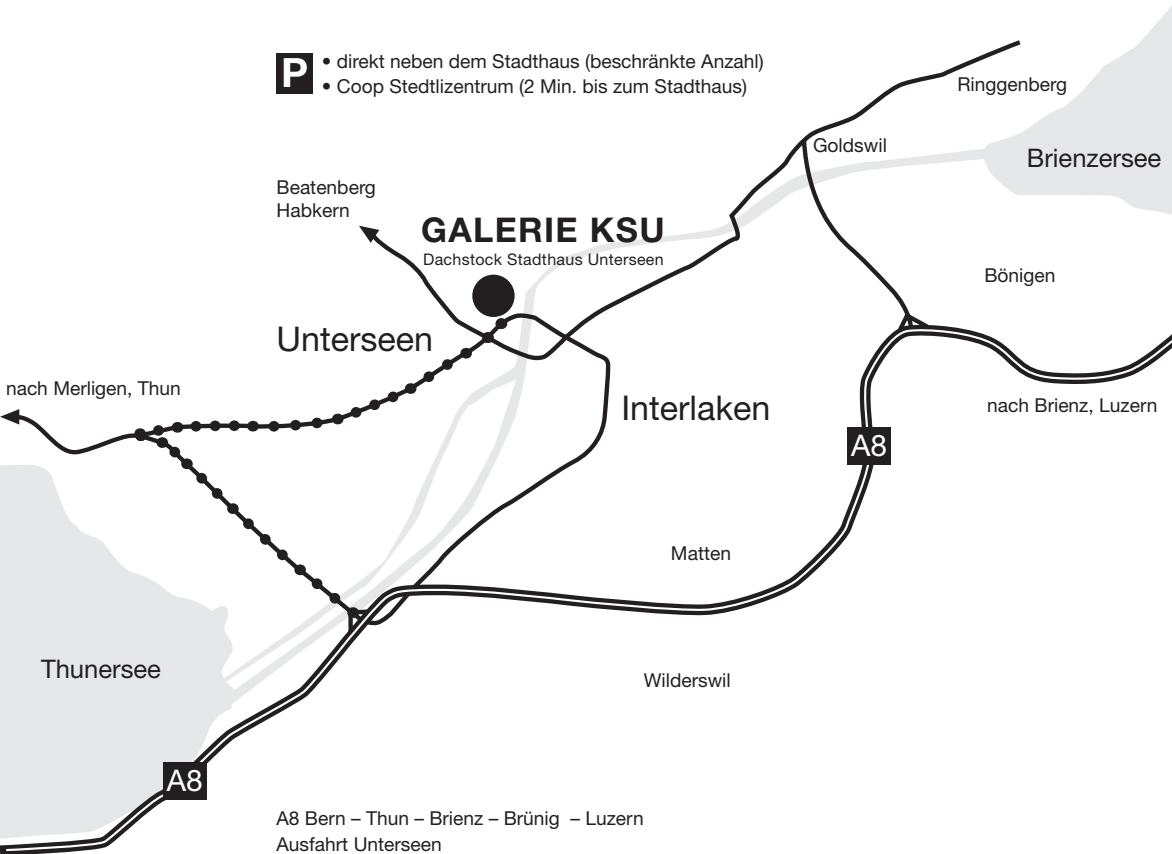 P
• direkt neben dem Stadthaus (beschränkte Anzahl)
• Coop Stedtlizentrum (2 Min. bis zum Stadthaus)
Ringgenberg
Goldswil
Brienzersee
Beatenberg
Habkern
GALERIE KSU
Dachstock Stadthaus Unterseen
Bönigen
Unterseen
nach Merligen, Thun
Interlaken
nach Brienz, Luzern
A8
Matten
Thunersee
Wilderswil
A8
A8 Bern – Thun – Brienz – Brünig – Luzern
Ausfahrt Unterseen